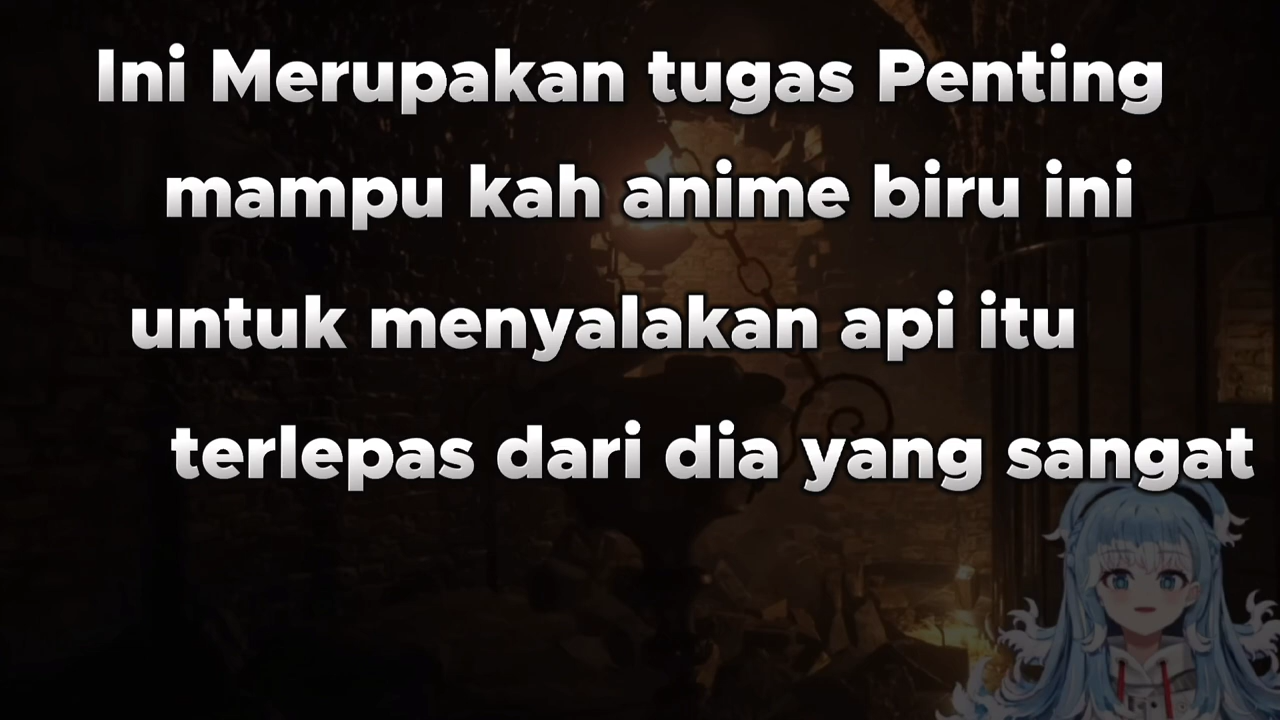 Ini Merupakan tugas Penting
mampu kah anime biru ini
untuk menyalakan api itu
terlepas dari dia yang sangat